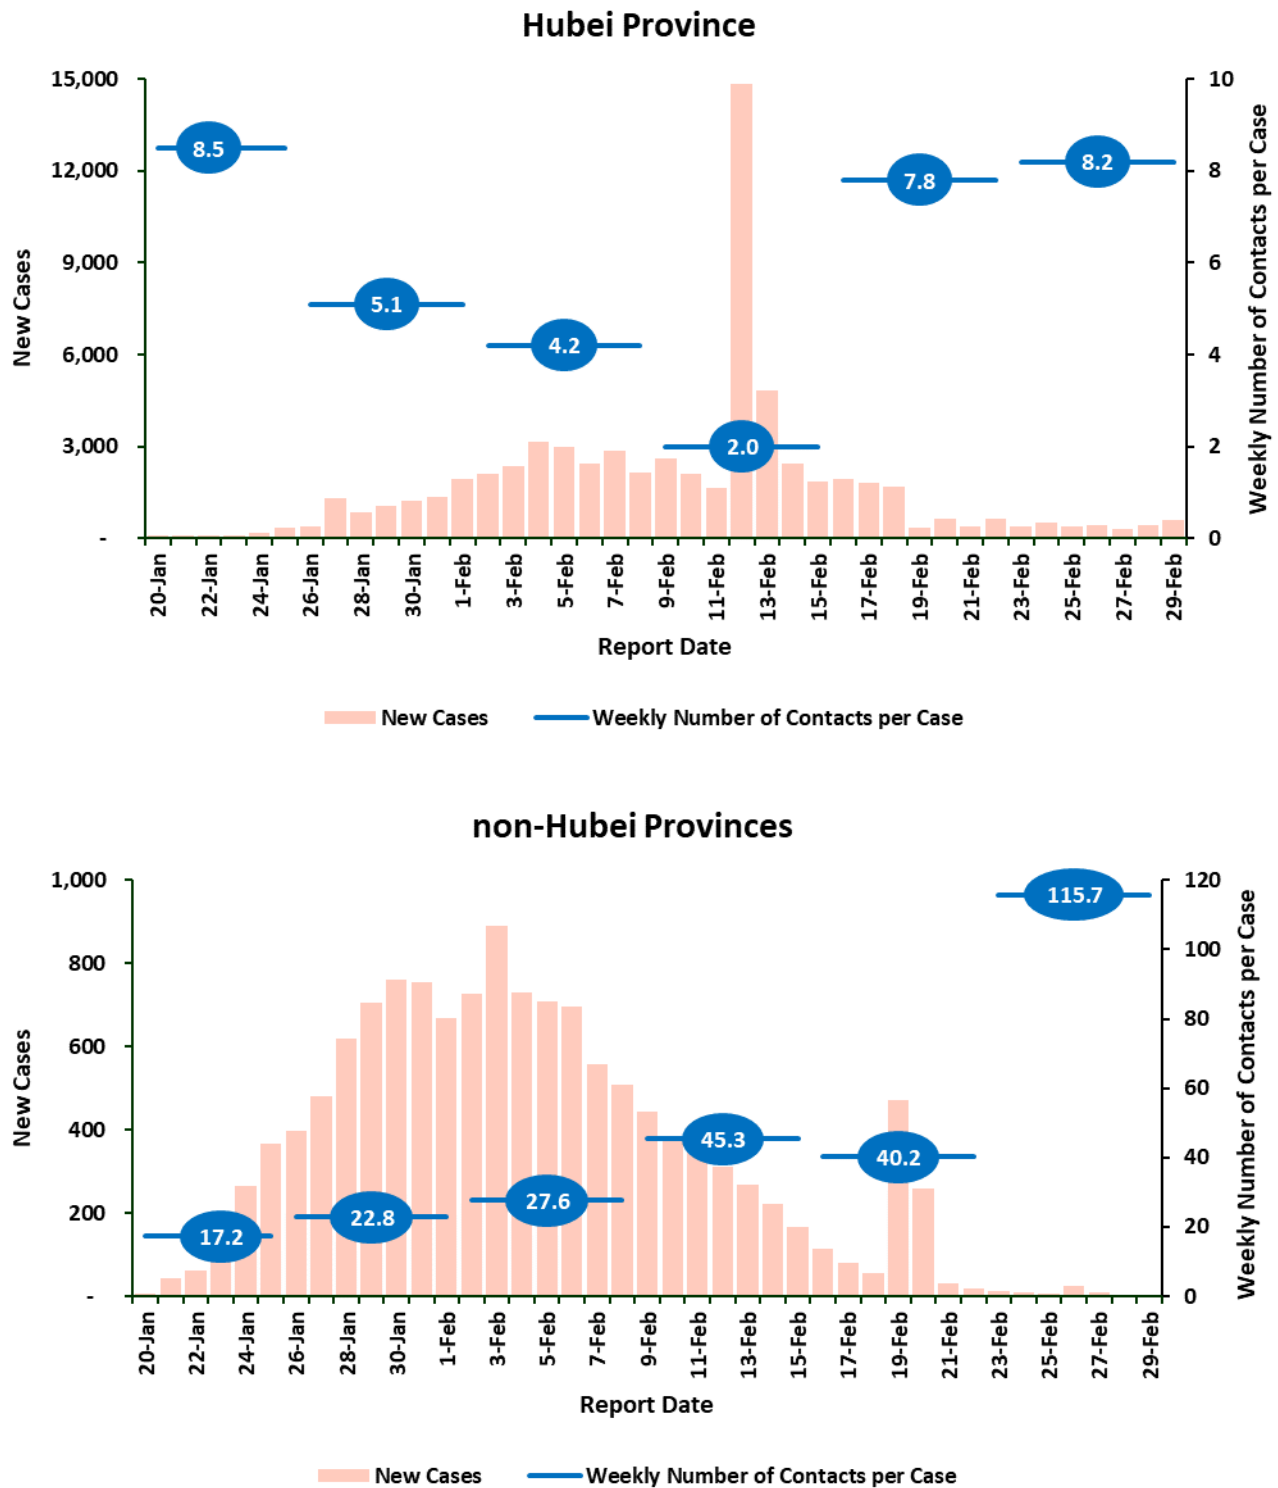 Hubei Province
15,000
12,000
9,000
6,000
3,000
-
New Cases
8.5
5.1
4.2
2.0
7.8
8.2
10
8
6
4
2
0
Weekly Number of Contacts per Case
20-Jan
22-Jan
24-Jan
26-Jan
28-Jan
30-Jan
1-Feb
3-Feb
5-Feb
7-Feb
9-Feb
11-Feb
13-Feb
15-Feb
17-Feb
19-Feb
21-Feb
23-Feb
25-Feb
27-Feb
29-Feb
Report Date
New Cases Weekly Number of Contacts per Case
non-Hubei Provinces
1,000
800
600
400
200
-
New Cases
17.2
22.8
27.6
45.3
40.2
115.7
120
100
80
60
40
20
0
Weekly Number of Contacts per Case
20-Jan
22-Jan
24-Jan
26-Jan
28-Jan
30-Jan
1-Feb
3-Feb
5-Feb
7-Feb
9-Feb
11-Feb
13-Feb
15-Feb
17-Feb
19-Feb
21-Feb
23-Feb
25-Feb
27-Feb
29-Feb
Report Date
New Cases Weekly Number of Contacts per Case